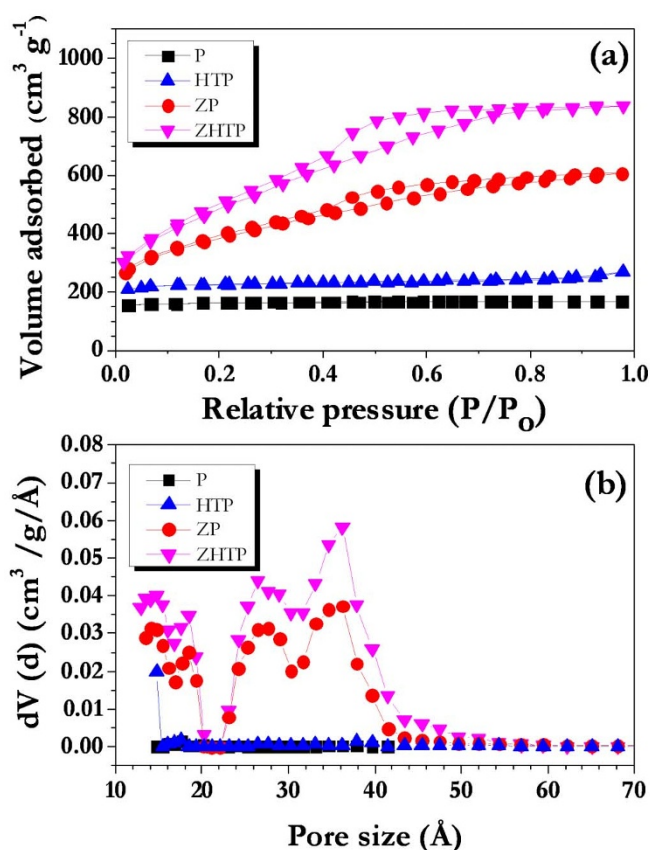 (a)
P
HTP
ZP
ZHTP
Volume adsorbed (cm³ g⁻¹)
1000
800
600
400
200
0
0.0 0.2 0.4 0.6 0.8 1.0
Relative pressure (P/P₀)
(b)
P
HTP
ZP
ZHTP
dV (d) (cm³ /g/Å)
0.08
0.07
0.06
0.05
0.04
0.03
0.02
0.01
0.00
10 20 30 40 50 60 70
Pore size (Å)